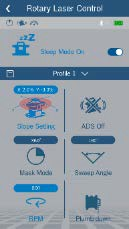 Rotary Laser Control
zzZ
Sleep Mode On
Profile 1
Slope Setting
ADS Off
Mask Mode
Sweep Angle
RPM
Plumb down